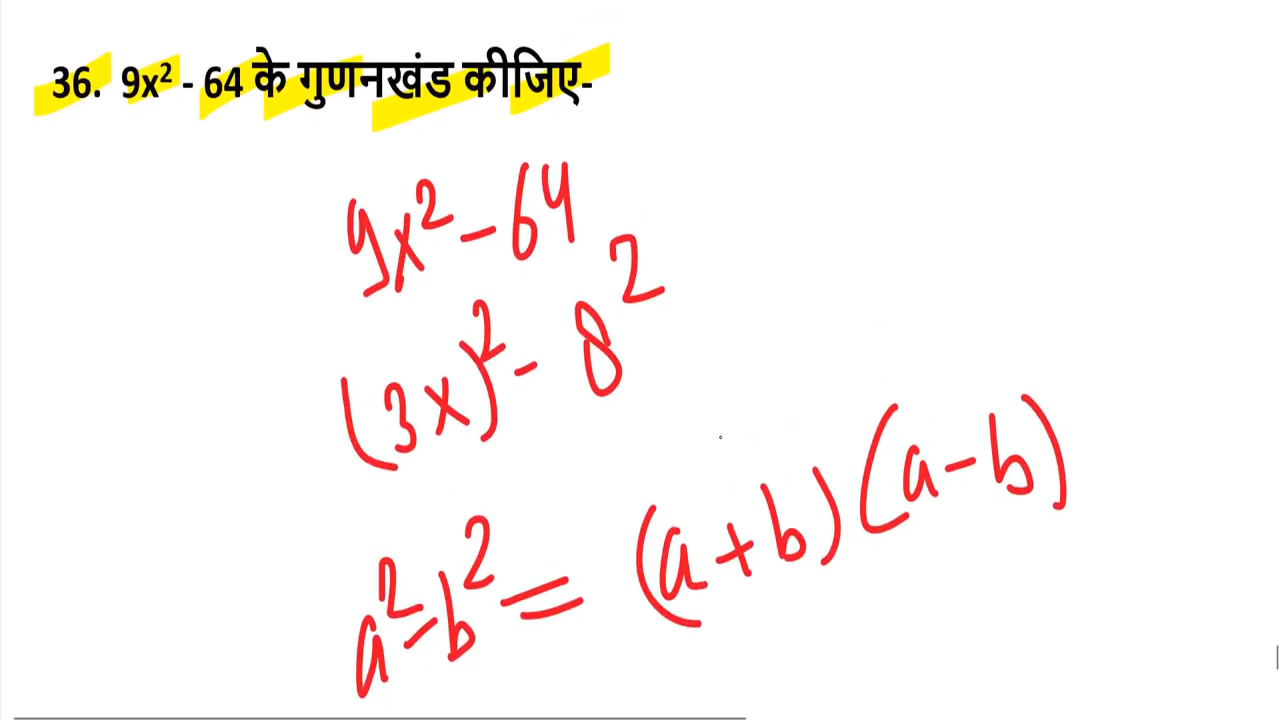 36. 9x² - 64 के गुणनखंड कीजिए-
9x² - 64
(3x)² - 8²
a² - b² = (a+b)(a-b)